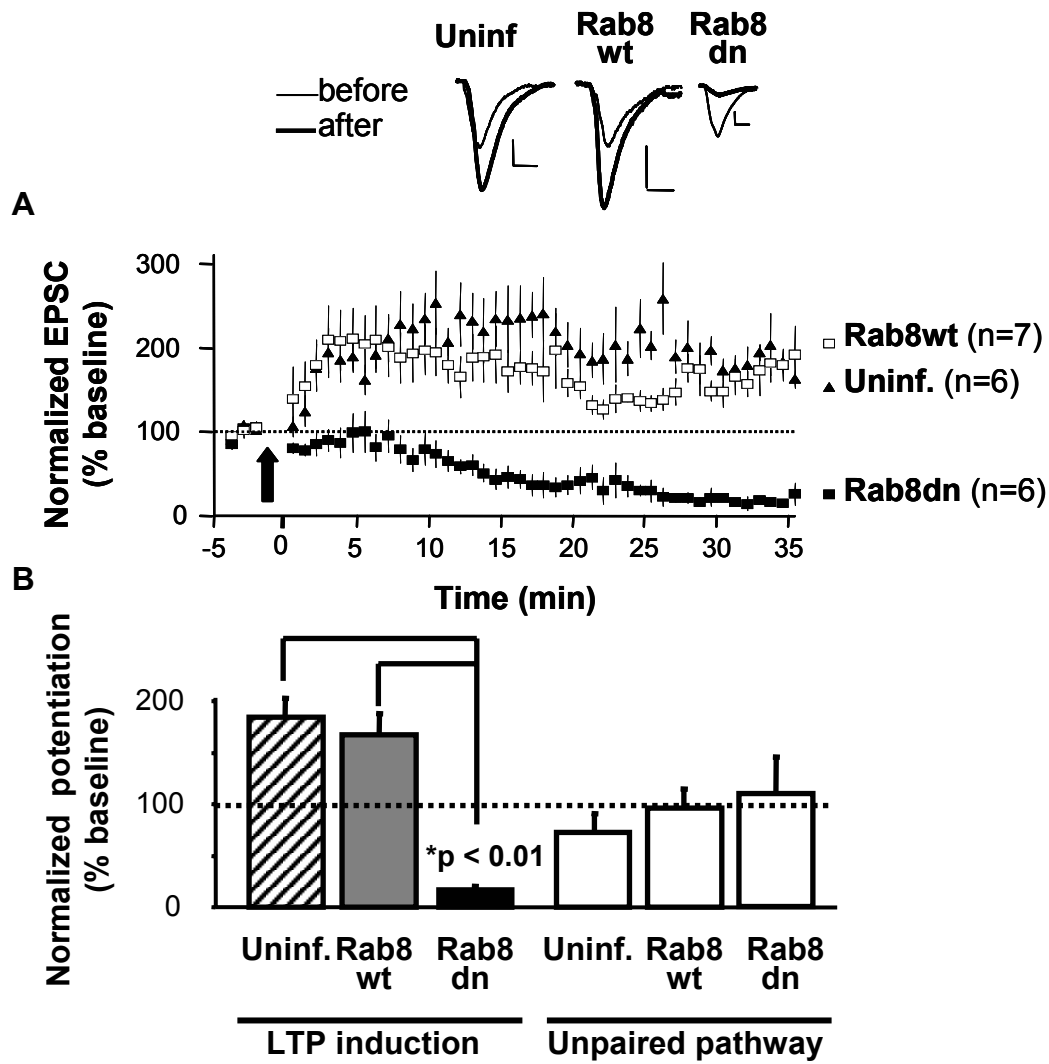 Uninf
Rab8
wt
Rab8
dn
before
after
A
Normalized EPSC
(% baseline)
300
200
100
0
-5 0 5 10 15 20 25 30 35
Time (min)
Rab8wt (n=7)
Uninf. (n=6)
Rab8dn (n=6)
B
Normalized potentiation
(% baseline)
200
100
0
*p < 0.01
Uninf. Rab8 wt Rab8 dn Uninf. Rab8 wt Rab8 dn
LTP induction Unpaired pathway